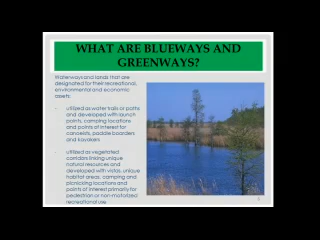 WHAT ARE BLUEWAYS AND
GREENWAYS?
Waterways and lands that are
designated for their recreational,
environmental and economic
assets:
utilized as water trails or paths
and developed with launch
points, camping locations
and points of interest for
canoeists, paddle boarders
and kayakers
utilized as vegetated
corridors linking unique
natural resources and
developed with vistas, unique
habitat areas, camping and
picnicking locations and
points of interest primarily for
pedestrian or non-motorized
recreational use